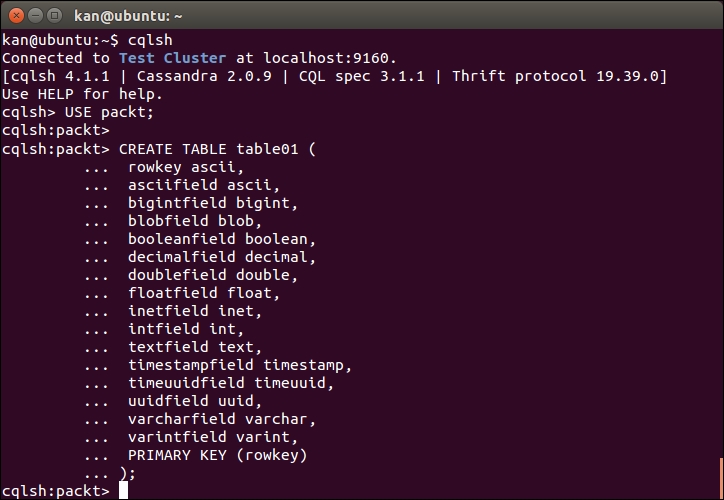 kan@ubuntu: ~
kan@ubuntu:~$ cqlsh
Connected to Test Cluster at localhost:9160.
[cqlsh 4.1.1 | Cassandra 2.0.9 | CQL spec 3.1.1 | Thrift protocol 19.39.0]
Use HELP for help.
cqlsh> USE packt;
cqlsh:packt>
cqlsh:packt> CREATE TABLE table01 (
         ...  rowkey ascii,
         ...  asciifield ascii,
         ...  bigintfield bigint,
         ...  blobfield blob,
         ...  booleanfield boolean,
         ...  decimalfield decimal,
         ...  doublefield double,
         ...  floatfield float,
         ...  inetfield inet,
         ...  intfield int,
         ...  textfield text,
         ...  timestampfield timestamp,
         ...  timeuuidfield timeuuid,
         ...  uuidfield uuid,
         ...  varcharfield varchar,
         ...  varintfield varint,
         ...  PRIMARY KEY (rowkey)
         ... );
cqlsh:packt>